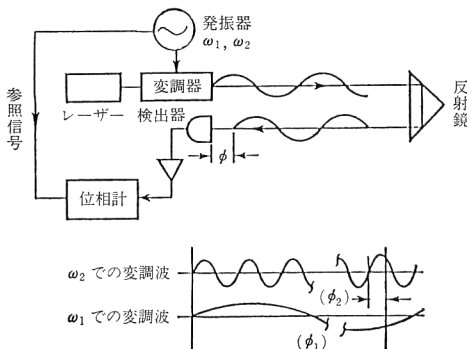 発振器
ω₁, ω₂
変調器
レーザー
検出器
参照信号
反射鏡
φ
位相計
ω₂ での変調波
(φ₂)
ω₁ での変調波
(φ₁)